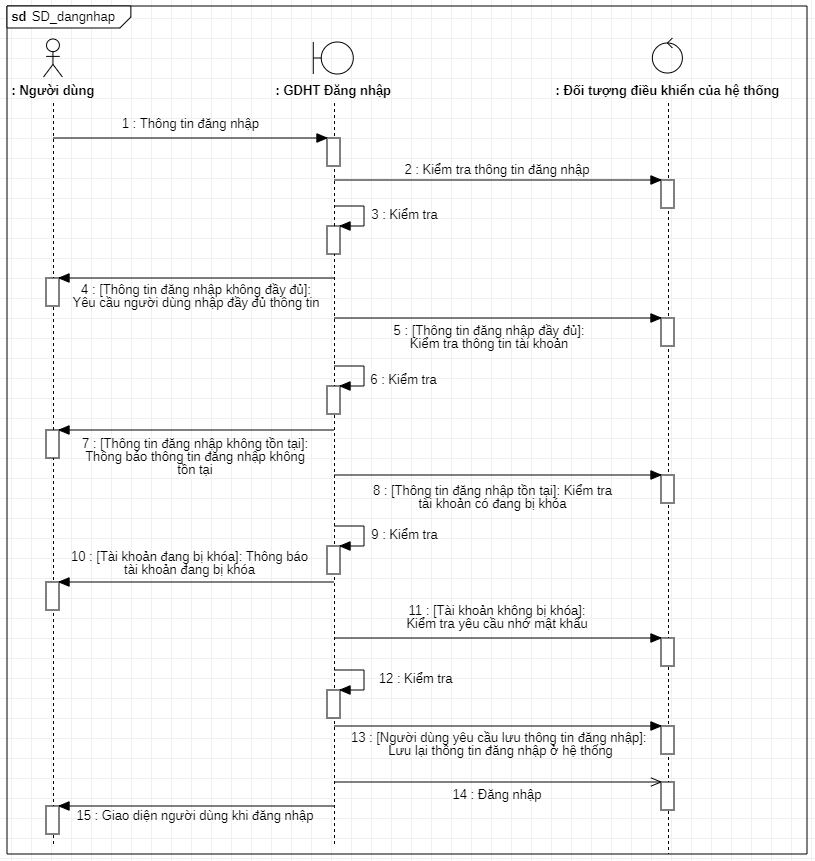 sd SD_dangnhap
: Người dùng
: GDHT Đăng nhập
: Đối tượng điều khiển của hệ thống
1 : Thông tin đăng nhập
2 : Kiểm tra thông tin đăng nhập
3 : Kiểm tra
4 : [Thông tin đăng nhập không đầy đủ]:
Yêu cầu người dùng nhập đầy đủ thông tin
5 : [Thông tin đăng nhập đầy đủ]:
Kiểm tra thông tin tài khoản
6 : Kiểm tra
7 : [Thông tin đăng nhập không tồn tại]:
Thông báo thông tin đăng nhập không
tồn tại
8 : [Thông tin đăng nhập tồn tại]: Kiểm tra
tài khoản có đang bị khóa
9 : Kiểm tra
10 : [Tài khoản đang bị khóa]: Thông báo
tài khoản đang bị khóa
11 : [Tài khoản không bị khóa]:
Kiểm tra yêu cầu nhớ mật khẩu
12 : Kiểm tra
13 : [Người dùng yêu cầu lưu thông tin đăng nhập]:
Lưu lại thông tin đăng nhập ở hệ thống
14 : Đăng nhập
15 : Giao diện người dùng khi đăng nhập